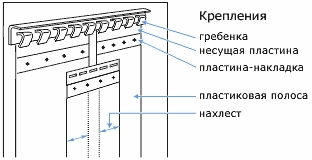 Крепления
гребенка
несущая пластина
пластина-накладка
пластиковая полоса
нахлест